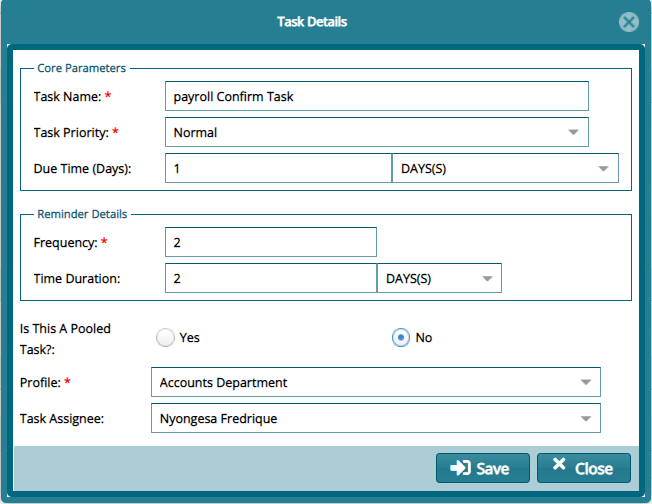 Task Details
Core Parameters
Task Name: * payroll Confirm Task
Task Priority: * Normal
Due Time (Days): 1 DAYS(S)
Reminder Details
Frequency: * 2
Time Duration: 2 DAYS(S)
Is This A Pooled
Task?: Yes No
Profile: * Accounts Department
Task Assignee: Nyongesa Fredrique
Save Close